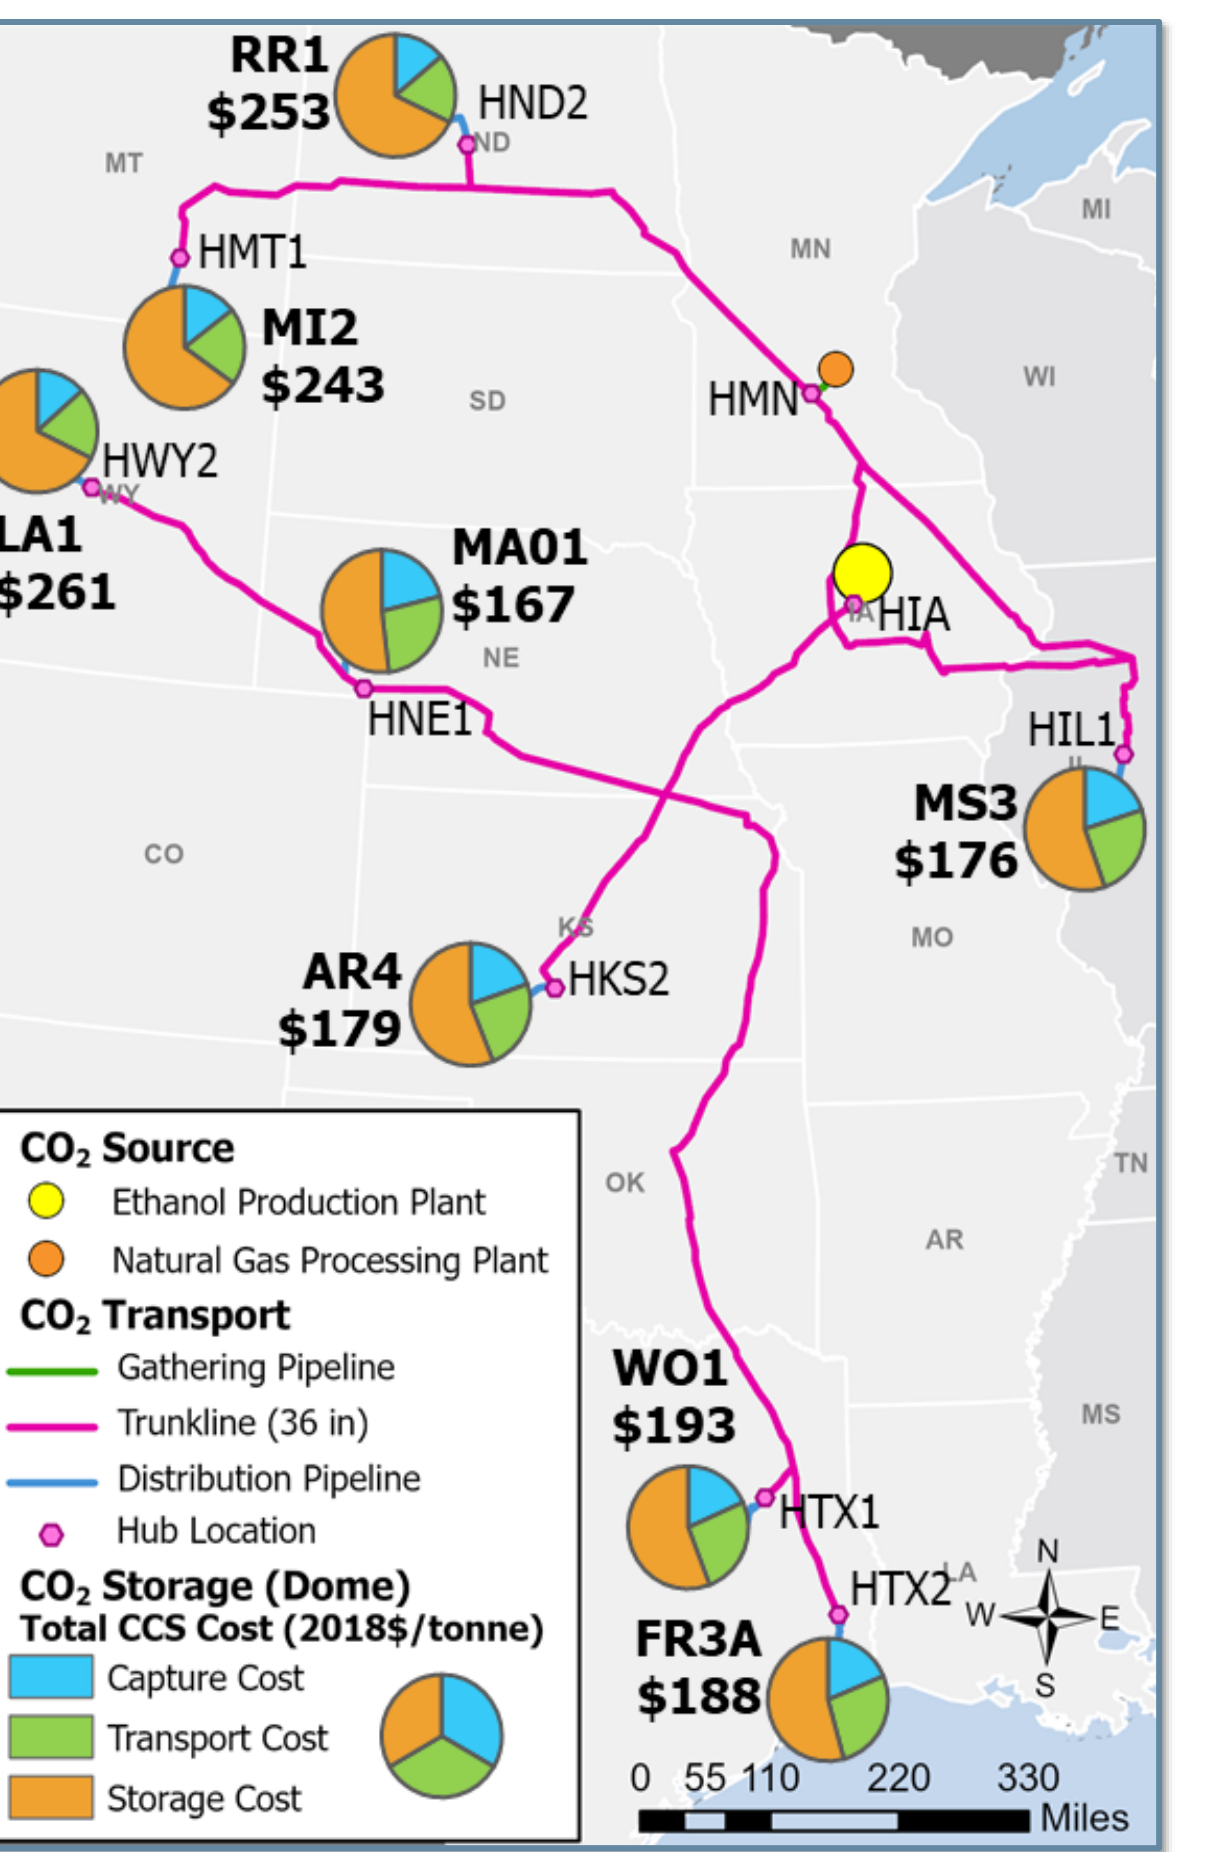 RR1
$253
HND2
ND
MT
MI
MN
HMT1
MI2
$243
WI
SD
HMN
HWY2
WY
LA1
$261
MA01
$167
HIA
IA
NE
HNE1
HIL1
IL
MS3
$176
CO
KS
MO
AR4
$179
HKS2
CO₂ Source
Ethanol Production Plant
Natural Gas Processing Plant
CO₂ Transport
Gathering Pipeline
Trunkline (36 in)
Distribution Pipeline
Hub Location
CO₂ Storage (Dome)
Total CCS Cost (2018$/tonne)
Capture Cost
Transport Cost
Storage Cost
TN
OK
AR
WO1
$193
MS
HTX1
HTX2
LA
FR3A
$188
N
W
E
S
0 55 110 220 330
Miles